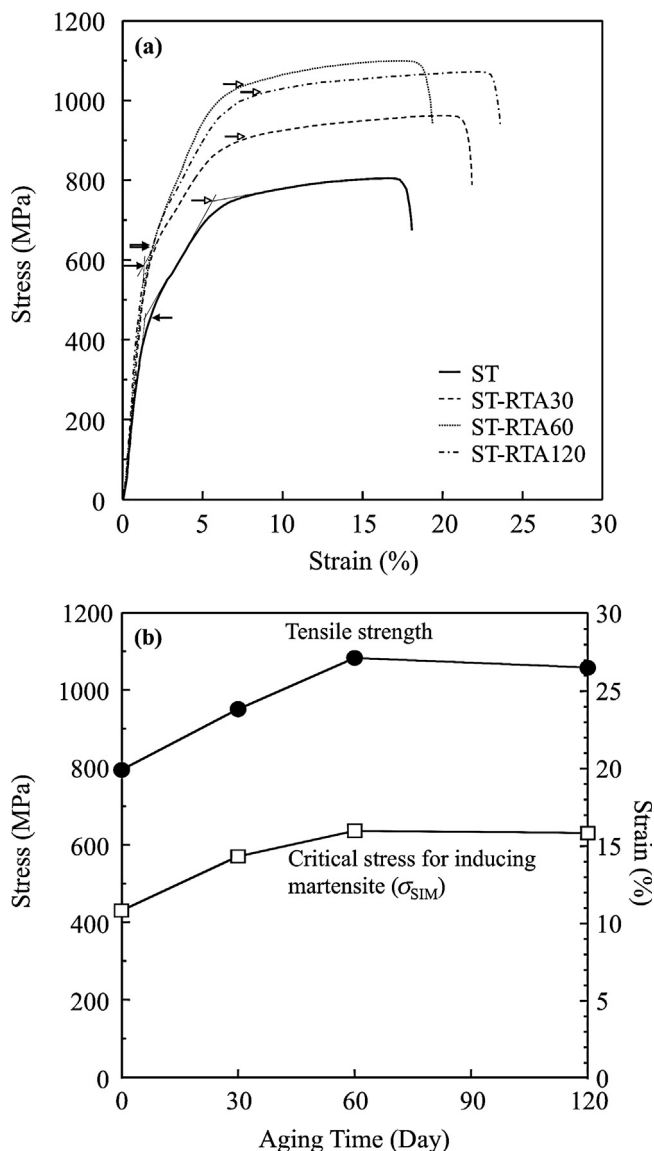 1200
(a)
1000
800
600
400
200
0
Stress (MPa)
ST
ST-RTA30
ST-RTA60
ST-RTA120
0 5 10 15 20 25 30
Strain (%)
1200 30
(b)
Tensile strength
1000 25
800 20
600 15
Critical stress for inducing
martensite (σSIM)
400 10
200 5
0 0
Stress (MPa)
Strain (%)
0 30 60 90 120
Aging Time (Day)